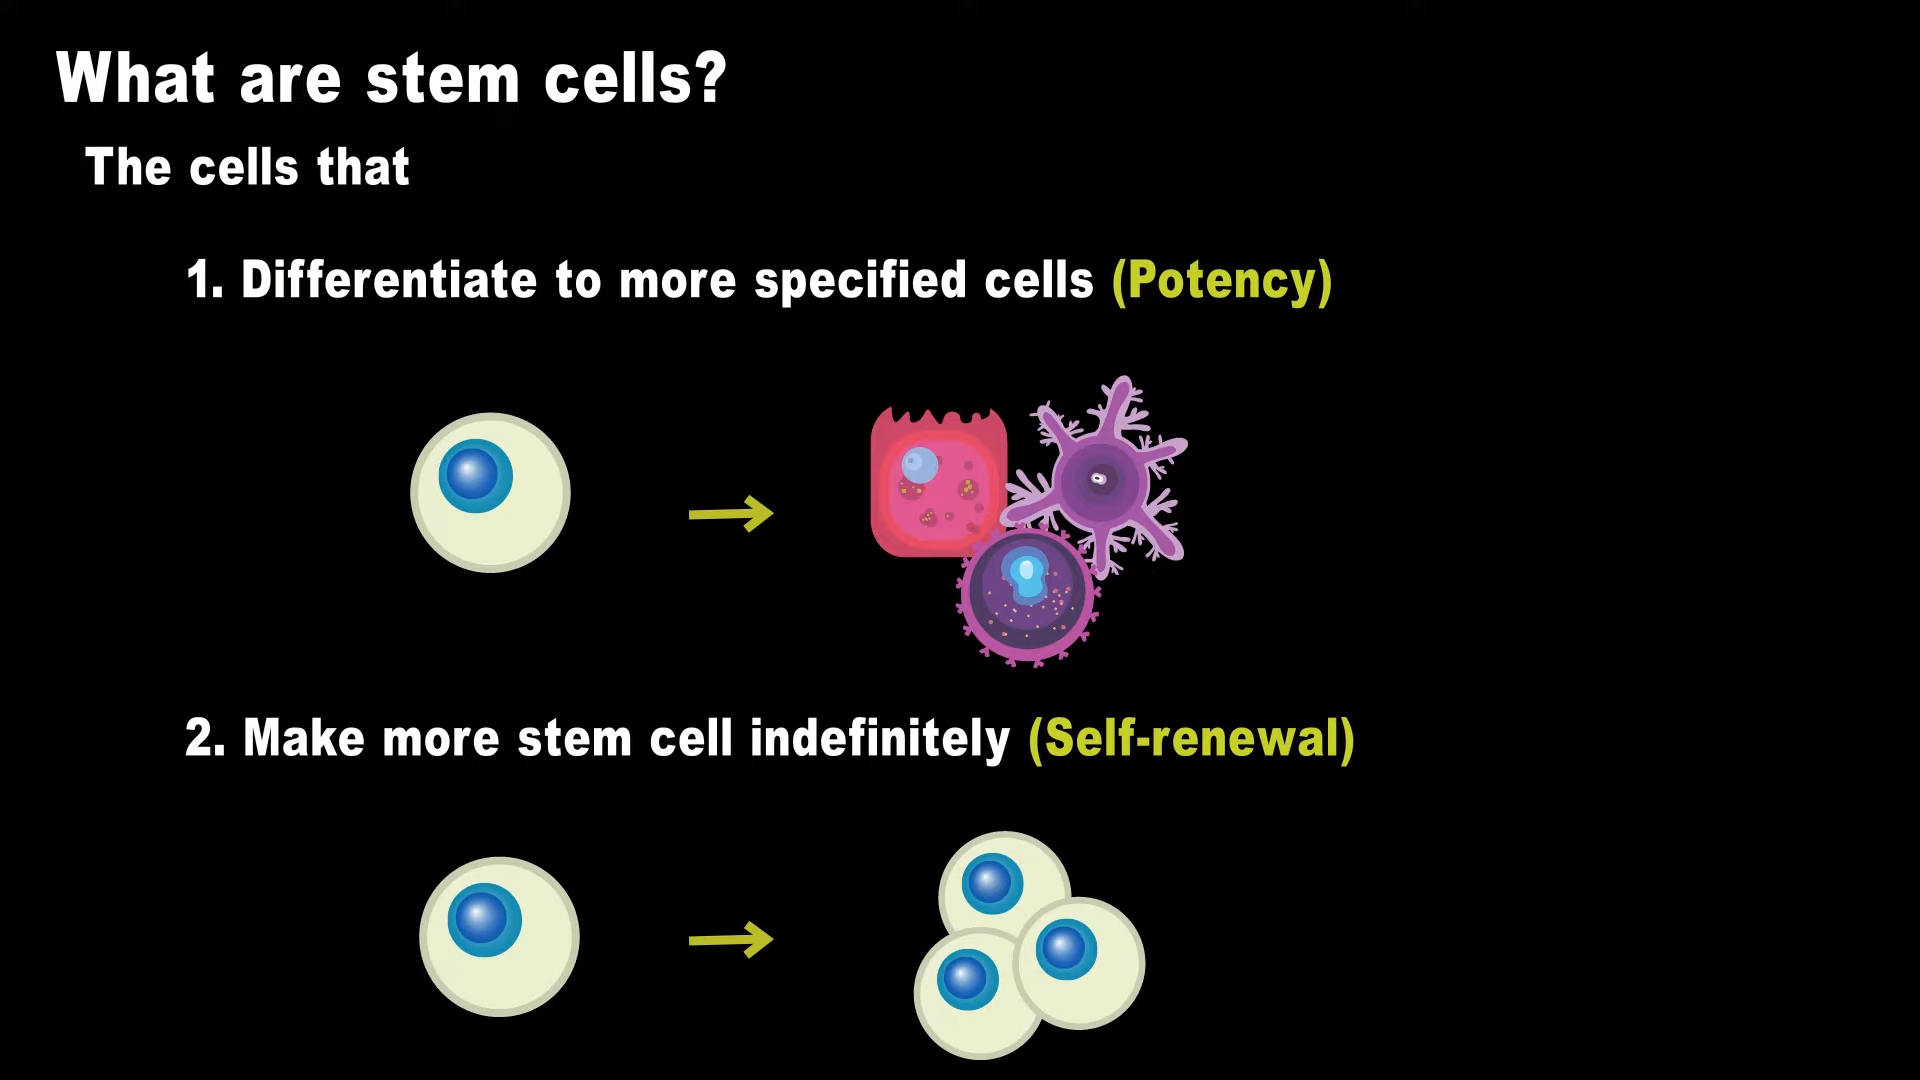 What are stem cells?
The cells that
1. Differentiate to more specified cells (Potency)
2. Make more stem cell indefinitely (Self-renewal)